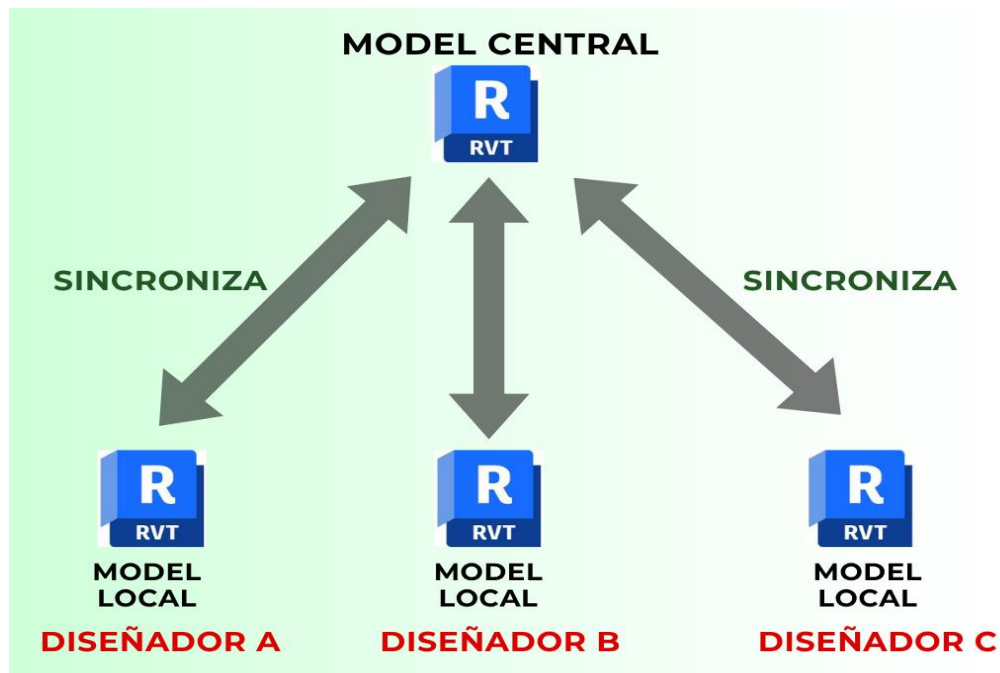 MODEL CENTRAL
R
RVT
SINCRONIZA
SINCRONIZA
R
RVT
MODEL
LOCAL
DISEÑADOR A
R
RVT
MODEL
LOCAL
DISEÑADOR B
R
RVT
MODEL
LOCAL
DISEÑADOR C